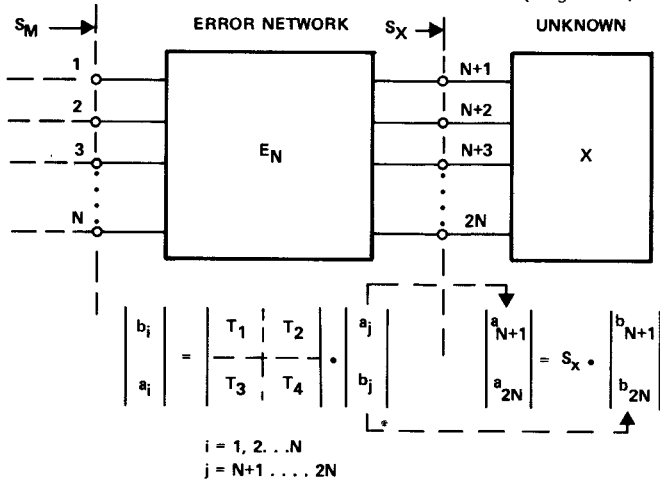 S_M ERROR NETWORK S_X UNKNOWN
1 N+1
2 N+2
3 E_N N+3 X
N 2N
b_i = T_1 T_2 • a_j a_N+1 = S_x • b_N+1
a_i T_3 T_4 b_j a_2N b_2N
i = 1, 2. . .N
j = N+1 . . . . 2N